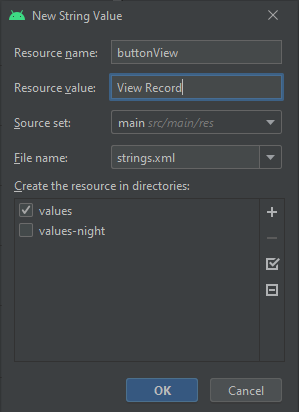 New String Value
Resource name: buttonView
Resource value: View Record
Source set: main src/main/res
File name: strings.xml
Create the resource in directories:
values
values-night
OK Cancel